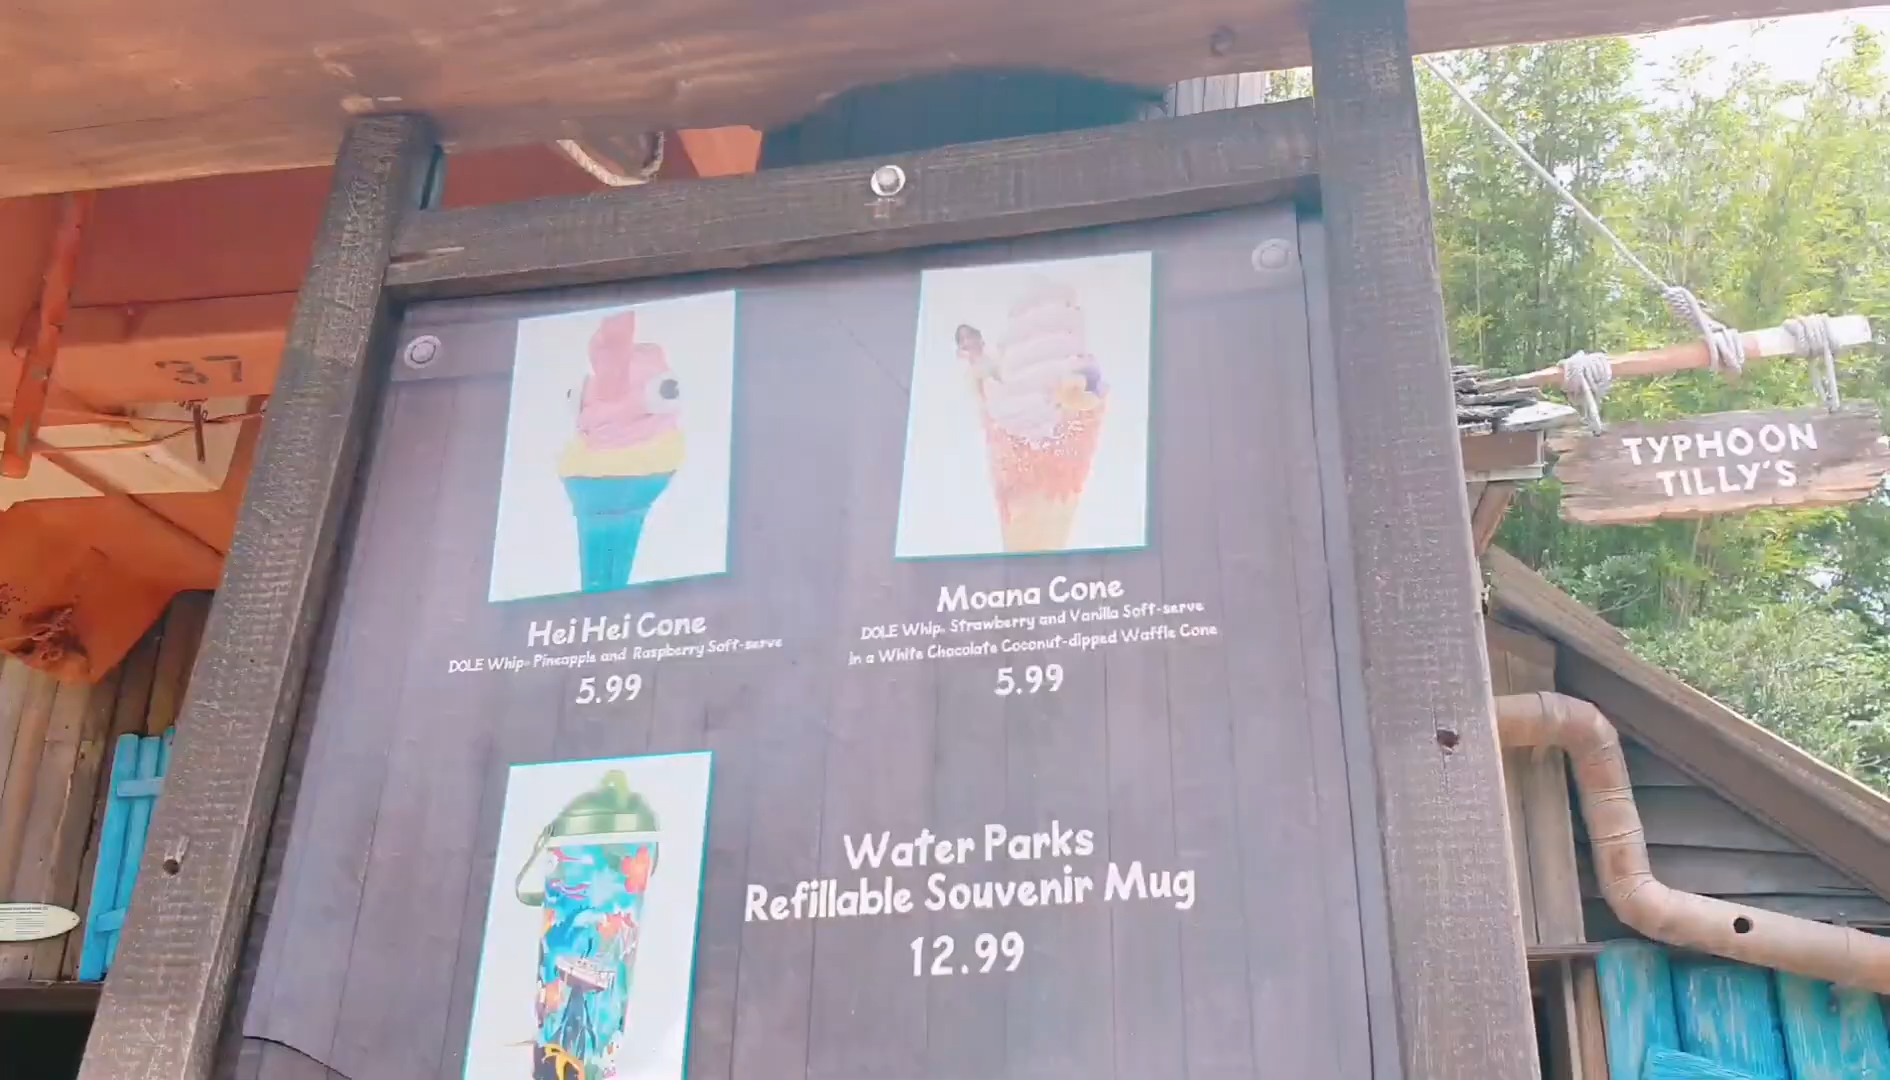 37
TYPHOON
TILLY'S
Hei Hei Cone
DOLE Whip® Pineapple and Raspberry Soft-serve
5.99
Moana Cone
DOLE Whip® Strawberry and Vanilla Soft-serve
in a White Chocolate Coconut-dipped Waffle Cone
5.99
Water Parks
Refillable Souvenir Mug
12.99